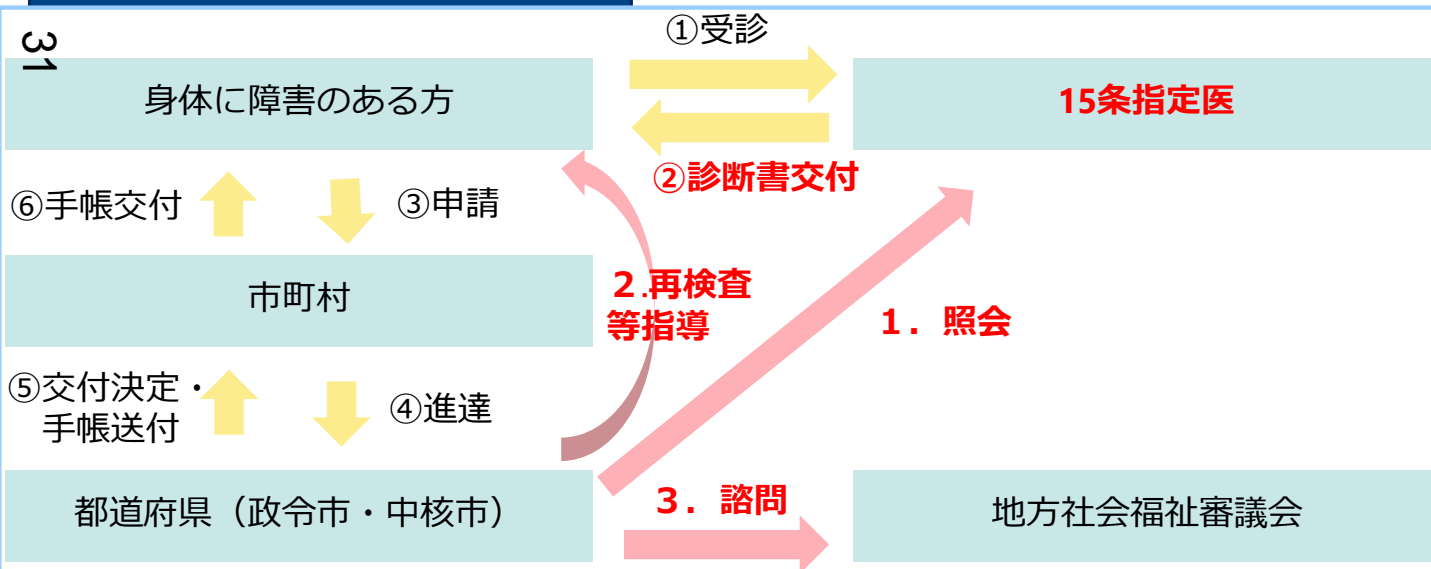 31
①受診
身体に障害のある方
15条指定医
②診断書交付
⑥手帳交付
③申請
市町村
２.再検査
等指導
１．照会
⑤交付決定・
手帳送付
④進達
都道府県（政令市・中核市）
３．諮問
地方社会福祉審議会